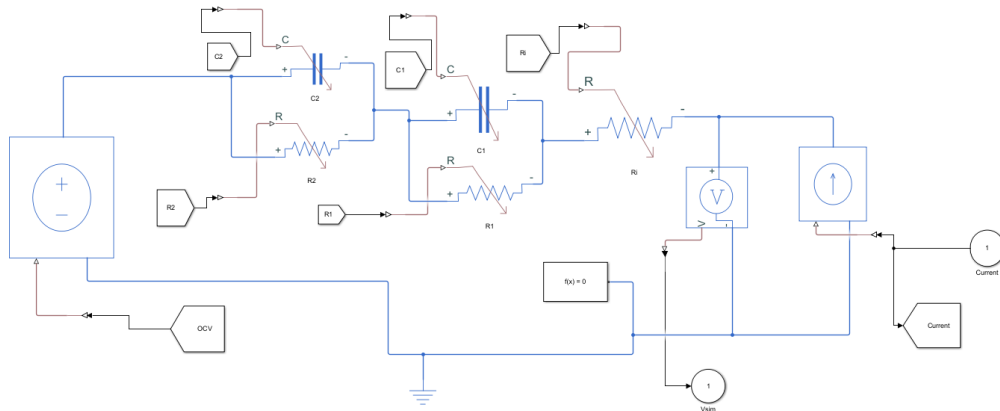 C2
C
+
-
C2
C1
C
+
-
C1
Ri
R
+
-
Ri
R
+
-
R2
R2
R
+
-
R1
R1
+
V
-
V
f(x) = 0
OCV
1
Current
Current
1
Vsim